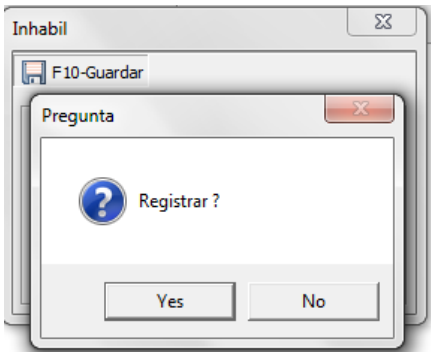 Inhabil
F10-Guardar
Pregunta
Registrar ?
Yes No